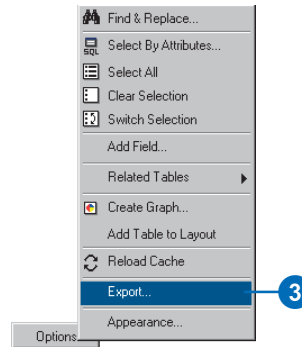 Find & Replace...
SQL Select By Attributes...
Select All
Clear Selection
Switch Selection
Add Field...
Related Tables
Create Graph...
Add Table to Layout
Reload Cache
Export... 3
Appearance...
Options